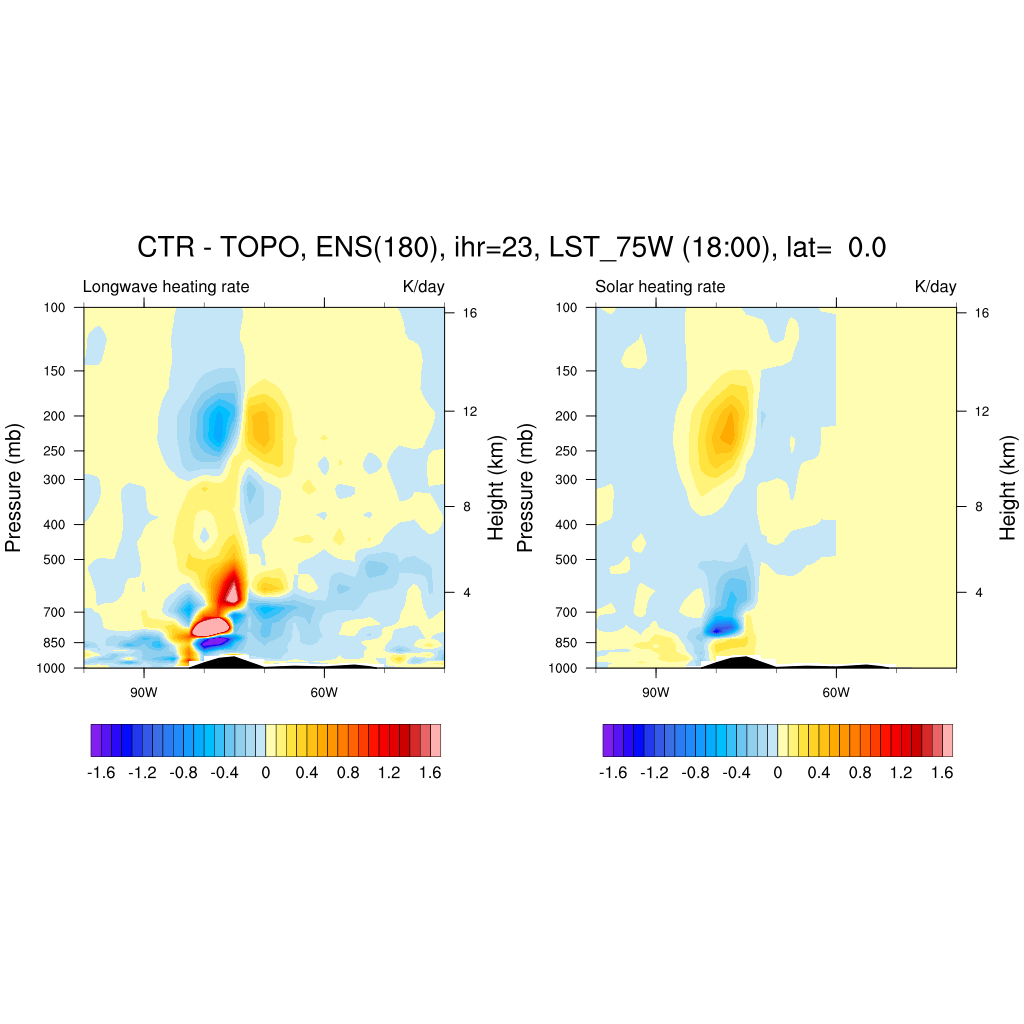 CTR - TOPO, ENS(180), ihr=23, LST_75W (18:00), lat=  0.0
Longwave heating rate K/day
100
150
200
250
300
400
500
700
850
1000
Pressure (mb)
16
12
8
4
Height (km)
90W 60W
-1.6 -1.2 -0.8 -0.4 0 0.4 0.8 1.2 1.6
Solar heating rate K/day
100
150
200
250
300
400
500
700
850
1000
Pressure (mb)
16
12
8
4
Height (km)
90W 60W
-1.6 -1.2 -0.8 -0.4 0 0.4 0.8 1.2 1.6